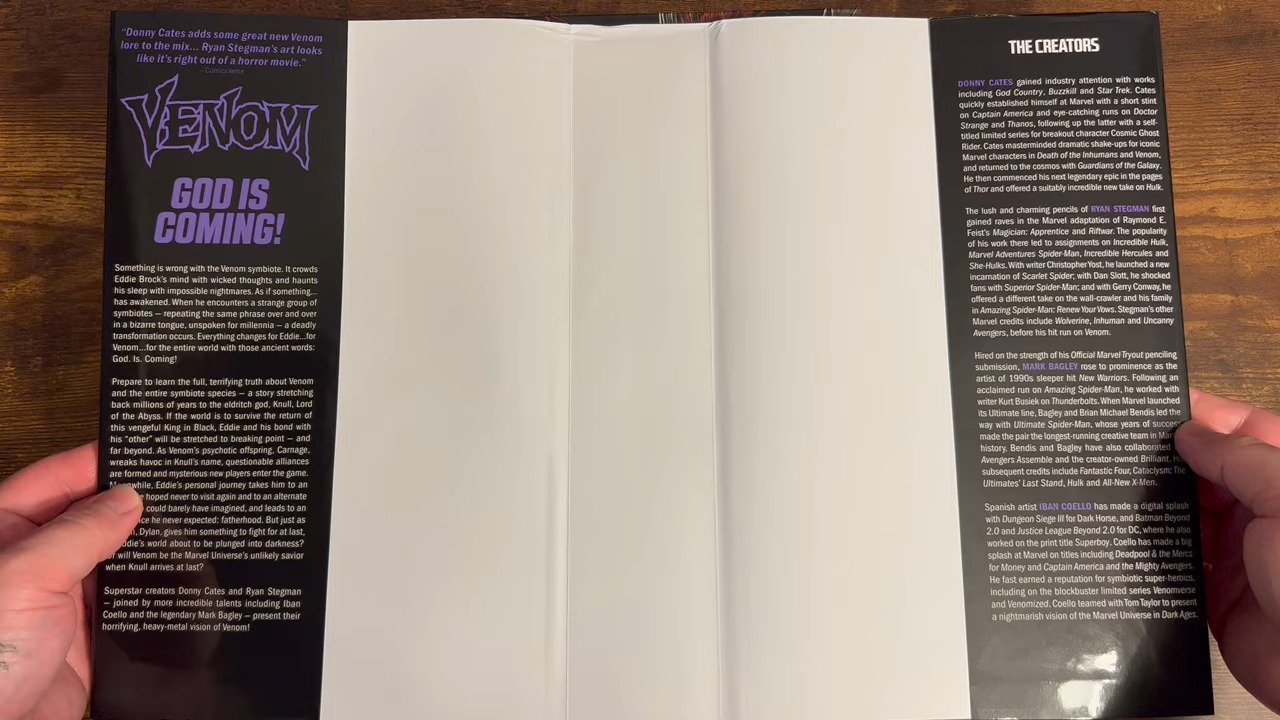 "Donny Cates adds some great new Venom
lore to the mix... Ryan Stegman's art looks
like it's right out of a horror movie."
— ComicsVerse
VENOM
GOD IS
COMING!
Something is wrong with the Venom symbiote. It crowds
Eddie Brock's mind with wicked thoughts and haunts
his sleep with impossible nightmares. As if something...
has awakened. When he encounters a strange group of
symbiotes — repeating the same phrase over and over
in a bizarre tongue, unspoken for millennia — a deadly
transformation occurs. Everything changes for Eddie...for
Venom...for the entire world with those ancient words:
God. Is. Coming!
Prepare to learn the full, terrifying truth about Venom
and the entire symbiote species — a story stretching
back millions of years to the eldritch god, Knull, Lord
of the Abyss. If the world is to survive the return of
this vengeful King in Black, Eddie and his bond with
his "other" will be stretched to breaking point — and
far beyond. As Venom's psychotic offspring, Carnage,
wreaks havoc in Knull's name, questionable alliances
are formed and mysterious new players enter the game.
Meanwhile, Eddie's personal journey takes him to an
hoped never to visit again and to an alternate
could barely have imagined, and leads to an
he never expected: fatherhood. But just as
Dylan, gives him something to fight for at last,
world about to be plunged into darkness?
Or will Venom be the Marvel Universe's unlikely savior
when Knull arrives at last?
Superstar creators Donny Cates and Ryan Stegman
— joined by more incredible talents including Iban
Coello and the legendary Mark Bagley — present their
horrifying, heavy-metal vision of Venom!
THE CREATORS
DONNY CATES gained industry attention with works
including God Country, Buzzkill and Star Trek. Cates
quickly established himself at Marvel with a short stint
on Captain America and eye-catching runs on Doctor
Strange and Thanos, following up the latter with a self-
titled limited series for breakout character Cosmic Ghost
Rider. Cates masterminded dramatic shake-ups for iconic
Marvel characters in Death of the Inhumans and Venom,
and returned to the cosmos with Guardians of the Galaxy.
He then commenced his next legendary epic in the pages
of Thor and offered a suitably incredible new take on Hulk.
The lush and charming pencils of RYAN STEGMAN first
gained raves in the Marvel adaptation of Raymond E.
Feist's Magician: Apprentice and Riftwar. The popularity
of his work there led to assignments on Incredible Hulk,
Marvel Adventures Spider-Man, Incredible Hercules and
She-Hulks. With writer Christopher Yost, he launched a new
incarnation of Scarlet Spider; with Dan Slott, he shocked
fans with Superior Spider-Man; and with Gerry Conway, he
offered a different take on the wall-crawler and his family
in Amazing Spider-Man: Renew Your Vows. Stegman's other
Marvel credits include Wolverine, Inhuman and Uncanny
Avengers, before his hit run on Venom.
Hired on the strength of his Official Marvel Tryout penciling
submission, MARK BAGLEY rose to prominence as the
artist of 1990s sleeper hit New Warriors. Following an
acclaimed run on Amazing Spider-Man, he worked with
writer Kurt Busiek on Thunderbolts. When Marvel launched
its Ultimate line, Bagley and Brian Michael Bendis led the
way with Ultimate Spider-Man, whose years of success
made the pair the longest-running creative team in
history. Bendis and Bagley have also collaborated
Avengers Assemble and the creator-owned Brilliant.
subsequent credits include Fantastic Four, Cataclysm: The
Ultimates' Last Stand, Hulk and All-New X-Men.
Spanish artist IBAN COELLO has made a digital splash
with Dungeon Siege III for Dark Horse, and Batman Beyond
2.0 and Justice League Beyond 2.0 for DC, where he also
worked on the print title Superboy. Coello has made a big
splash at Marvel on titles including Deadpool & the Mercs
for Money and Captain America and the Mighty Avengers.
He fast earned a reputation for symbiotic super-heroics,
including on the blockbuster limited series Venomverse
and Venomized. Coello teamed with Tom Taylor to present
a nightmarish vision of the Marvel Universe in Dark Ages.